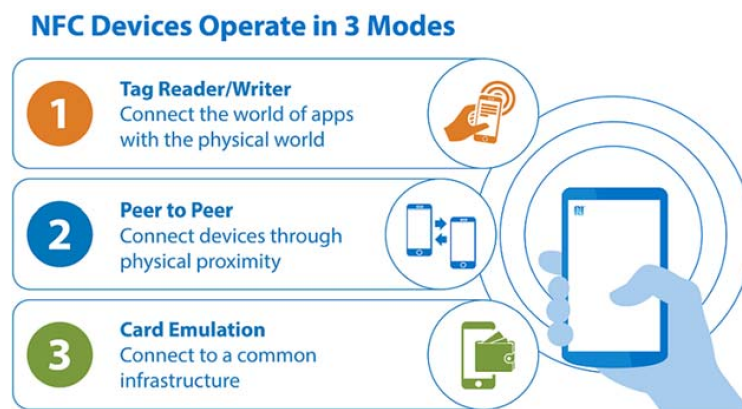 NFC Devices Operate in 3 Modes
1
Tag Reader/Writer
Connect the world of apps
with the physical world
2
Peer to Peer
Connect devices through
physical proximity
3
Card Emulation
Connect to a common
infrastructure